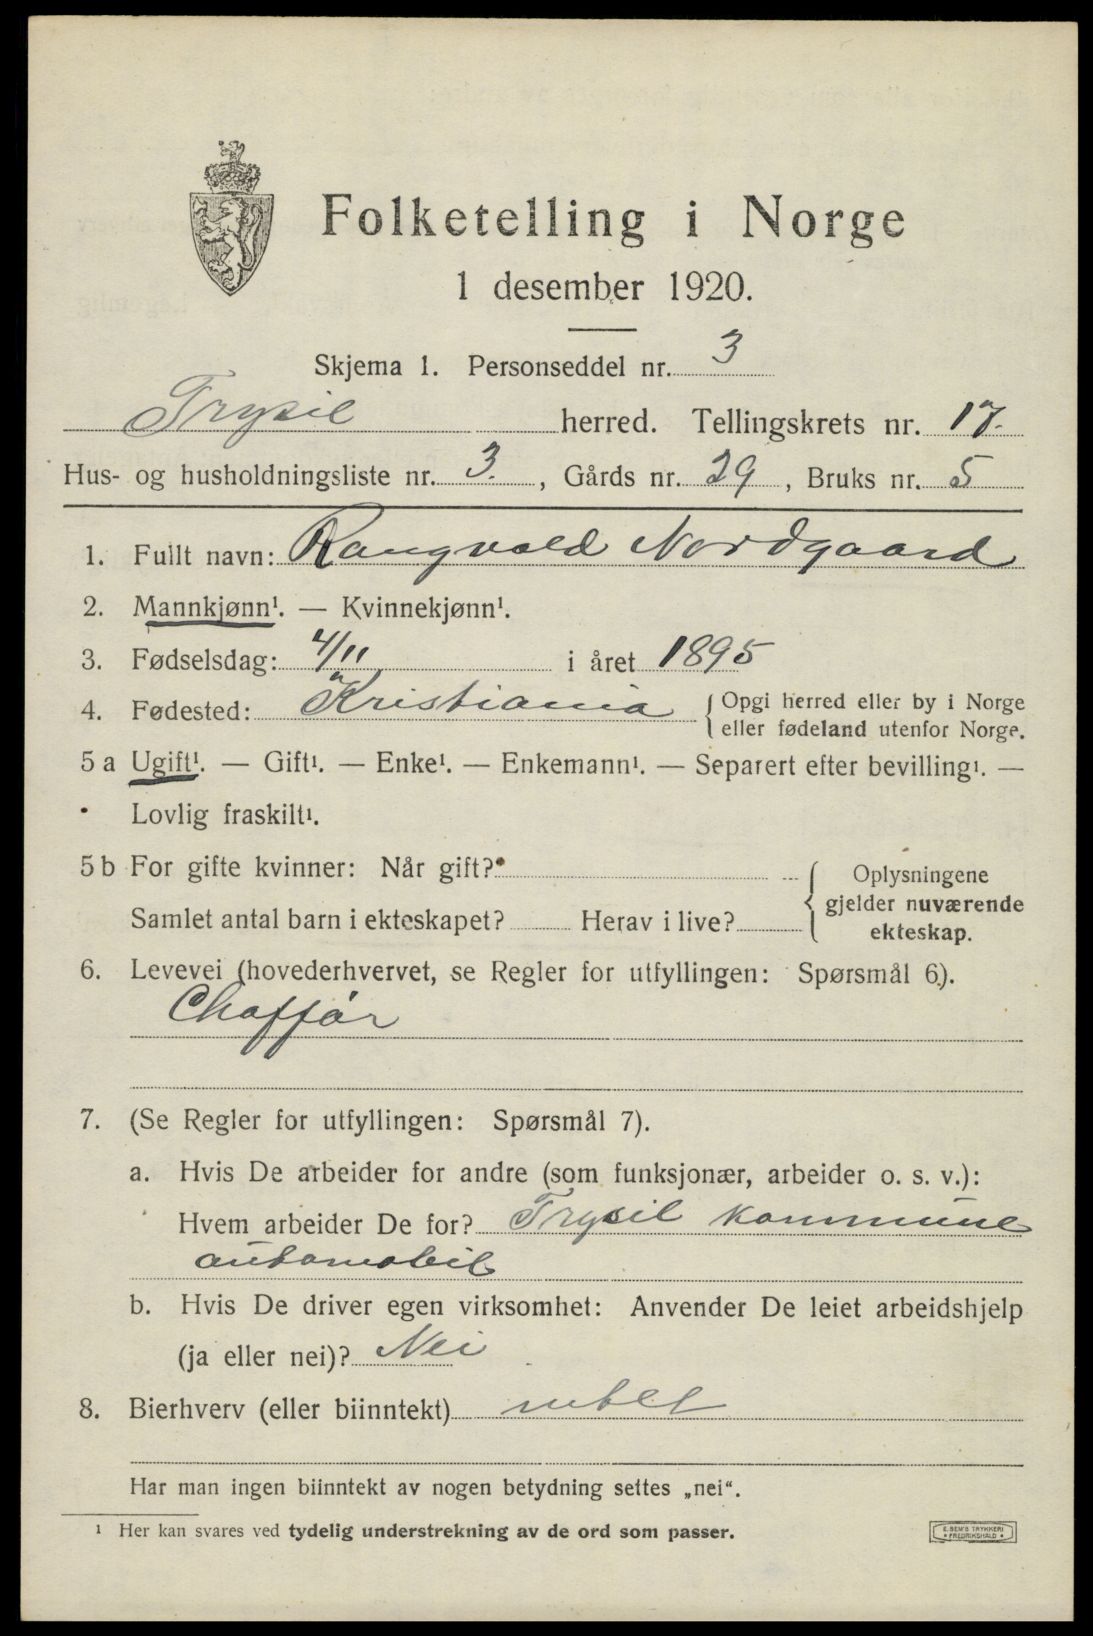 Folketelling i Norge
1 desember 1920.
Skjema 1. Personseddel nr. 3
Trysil herred. Tellingskrets nr. 17.
Hus- og husholdningsliste nr. 3. , Gårds nr. 29 , Bruks nr. 5
1. Fullt navn: Rangvald Nordgaard
2. Mannkjønn¹. — Kvinnekjønn¹.
3. Fødselsdag: 4/11 i året 1895
4. Fødested: Kristiania { Opgi herred eller by i Norge
eller fødeland utenfor Norge.
5 a Ugift¹. — Gift¹. — Enke¹. — Enkemann¹. — Separert efter bevilling¹. —
Lovlig fraskilt¹.
5 b For gifte kvinner: Når gift? { Oplysningene
gjelder nuværende
Samlet antal barn i ekteskapet? Herav i live? ekteskap.
6. Levevei (hovederhvervet, se Regler for utfyllingen: Spørsmål 6).
Chaffør
7. (Se Regler for utfyllingen: Spørsmål 7).
a. Hvis De arbeider for andre (som funksjonær, arbeider o. s. v.):
Hvem arbeider De for? Trysil kommune
automobil
b. Hvis De driver egen virksomhet: Anvender De leiet arbeidshjelp
(ja eller nei)? Nei
8. Bierhverv (eller biinntekt) intet
Har man ingen biinntekt av nogen betydning settes „nei“.
¹ Her kan svares ved tydelig understrekning av de ord som passer.
E. SEM'S TRYKKERI
FREDRIKSHALD